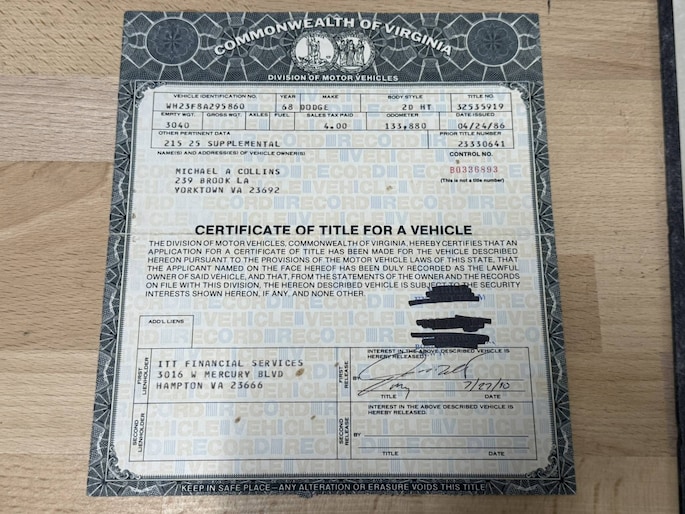 COMMONWEALTH OF VIRGINIA
DIVISION OF MOTOR VEHICLES
VEHICLE IDENTIFICATION NO. YEAR MAKE BODY STYLE TITLE NO.
WH23F8A295860 68 DODGE 2D HT 32535919
EMPTY WGT. GROSS WGT. AXLES FUEL SALES TAX PAID ODOMETER DATE ISSUED
3040 4.00 133,880 04/24/86
OTHER PERTINENT DATA PRIOR TITLE NUMBER
215 25 SUPPLEMENTAL 23330641
NAME(S) AND ADDRESS(ES) OF VEHICLE OWNER(S) CONTROL NO.
MICHAEL A COLLINS B0336893
239 BROOK LA (This is not a title number)
YORKTOWN VA 23692
CERTIFICATE OF TITLE FOR A VEHICLE
THE DIVISION OF MOTOR VEHICLES, COMMONWEALTH OF VIRGINIA, HEREBY CERTIFIES THAT AN
APPLICATION FOR A CERTIFICATE OF TITLE HAS BEEN MADE FOR THE VEHICLE DESCRIBED
HEREON PURSUANT TO THE PROVISIONS OF THE MOTOR VEHICLE LAWS OF THIS STATE, THAT
THE APPLICANT NAMED ON THE FACE HEREOF HAS BEEN DULY RECORDED AS THE LAWFUL
OWNER OF SAID VEHICLE, AND THAT, FROM THE STATEMENTS OF THE OWNER AND THE RECORDS
ON FILE WITH THIS DIVISION, THE HEREON DESCRIBED VEHICLE IS SUBJECT TO THE SECURITY
INTERESTS SHOWN HEREON, IF ANY, AND NONE OTHER.
ADD'L LIENS
FIRST LIENHOLDER
ITT FINANCIAL SERVICES
3016 W MERCURY BLVD
HAMPTON VA 23666
FIRST RELEASE
INTEREST IN THE ABOVE DESCRIBED VEHICLE IS
HEREBY RELEASED
BY
TITLE DATE
SECOND LIENHOLDER
SECOND RELEASE
INTEREST IN THE ABOVE DESCRIBED VEHICLE IS
HEREBY RELEASED.
BY
TITLE DATE
KEEP IN SAFE PLACE—ANY ALTERATION OR ERASURE VOIDS THIS TITLE